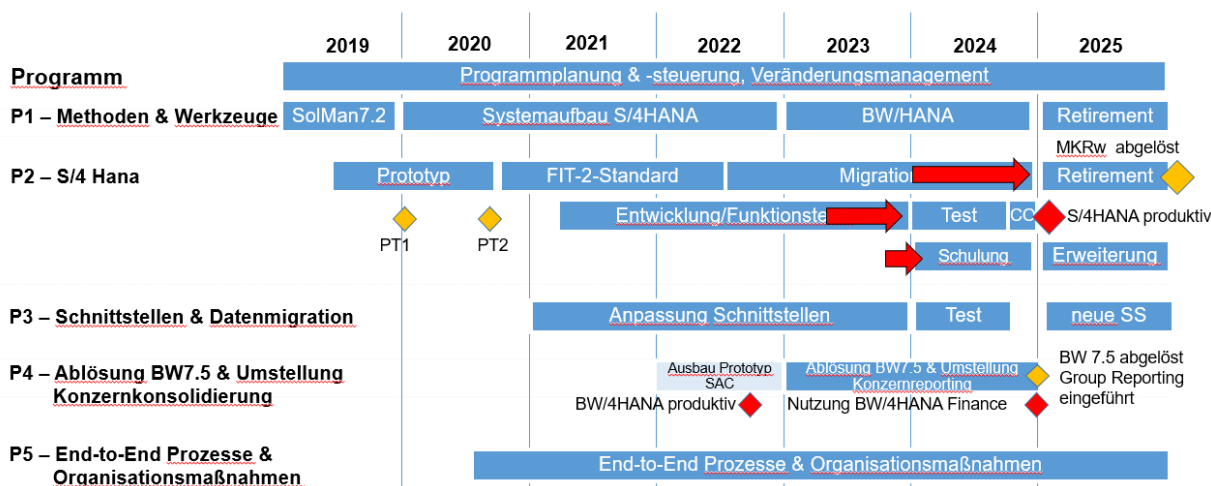 2019 2020 2021 2022 2023 2024 2025
Programm
Programmplanung & -steuerung, Veränderungsmanagement
P1 – Methoden & Werkzeuge
SolMan7.2 Systemaufbau S/4HANA BW/HANA Retirement
MKRw abgelöst
P2 – S/4 Hana
Prototyp FIT-2-Standard Migration Retirement
Entwicklung/Funktionste Test CO S/4HANA produktiv
PT1 PT2
Schulung Erweiterung
P3 – Schnittstellen & Datenmigration
Anpassung Schnittstellen Test neue SS
P4 – Ablösung BW7.5 & Umstellung
Konzernkonsolidierung
Ausbau Prototyp
SAC
Ablösung BW7.5 & Umstellung
Konzernreporting
BW 7.5 abgelöst
Group Reporting
eingeführt
BW/4HANA produktiv Nutzung BW/4HANA Finance
P5 – End-to-End Prozesse &
Organisationsmaßnahmen
End-to-End Prozesse & Organisationsmaßnahmen